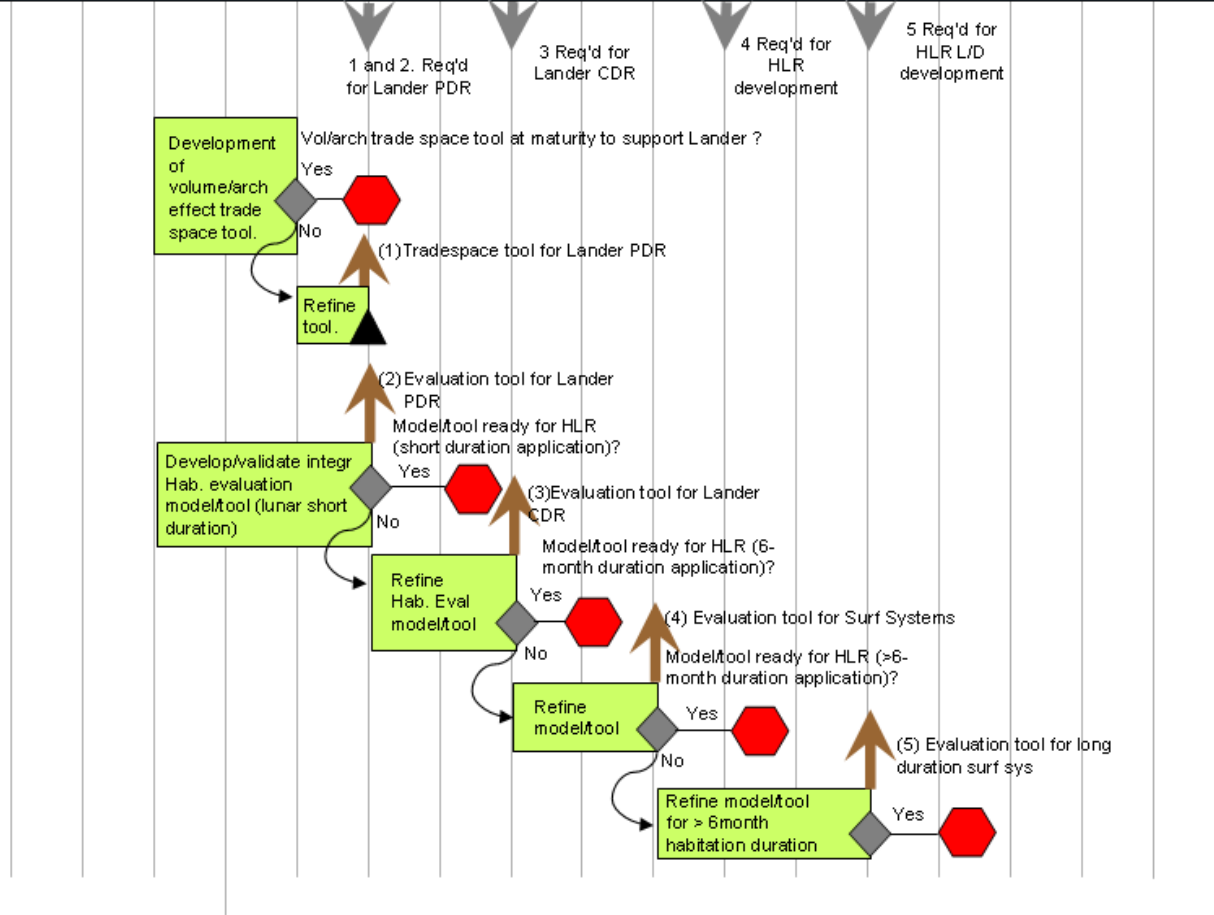 1 and 2. Req'd
for Lander PDR
3 Req'd for
Lander CDR
4 Req'd for
HLR
development
5 Req'd for
HLR L/D
development
Development
of
volume/arch
effect trade
space tool.
Vol/arch trade space tool at maturity to support Lander ?
Yes
No
(1)Tradespace tool for Lander PDR
Refine
tool.
(2)Evaluation tool for Lander
PDR
Model/tool ready for HLR
(short duration application)?
Develop/validate integr
Hab. evaluation
model/tool (lunar short
duration)
Yes
No
(3)Evaluation tool for Lander
CDR
Model/tool ready for HLR (6-
month duration application)?
Refine
Hab. Eval
model/tool
Yes
No
(4) Evaluation tool for Surf Systems
Model/tool ready for HLR (>6-
month duration application)?
Refine
model/tool
Yes
No
(5) Evaluation tool for long
duration surf sys
Refine model/tool
for > 6month
habitation duration
Yes